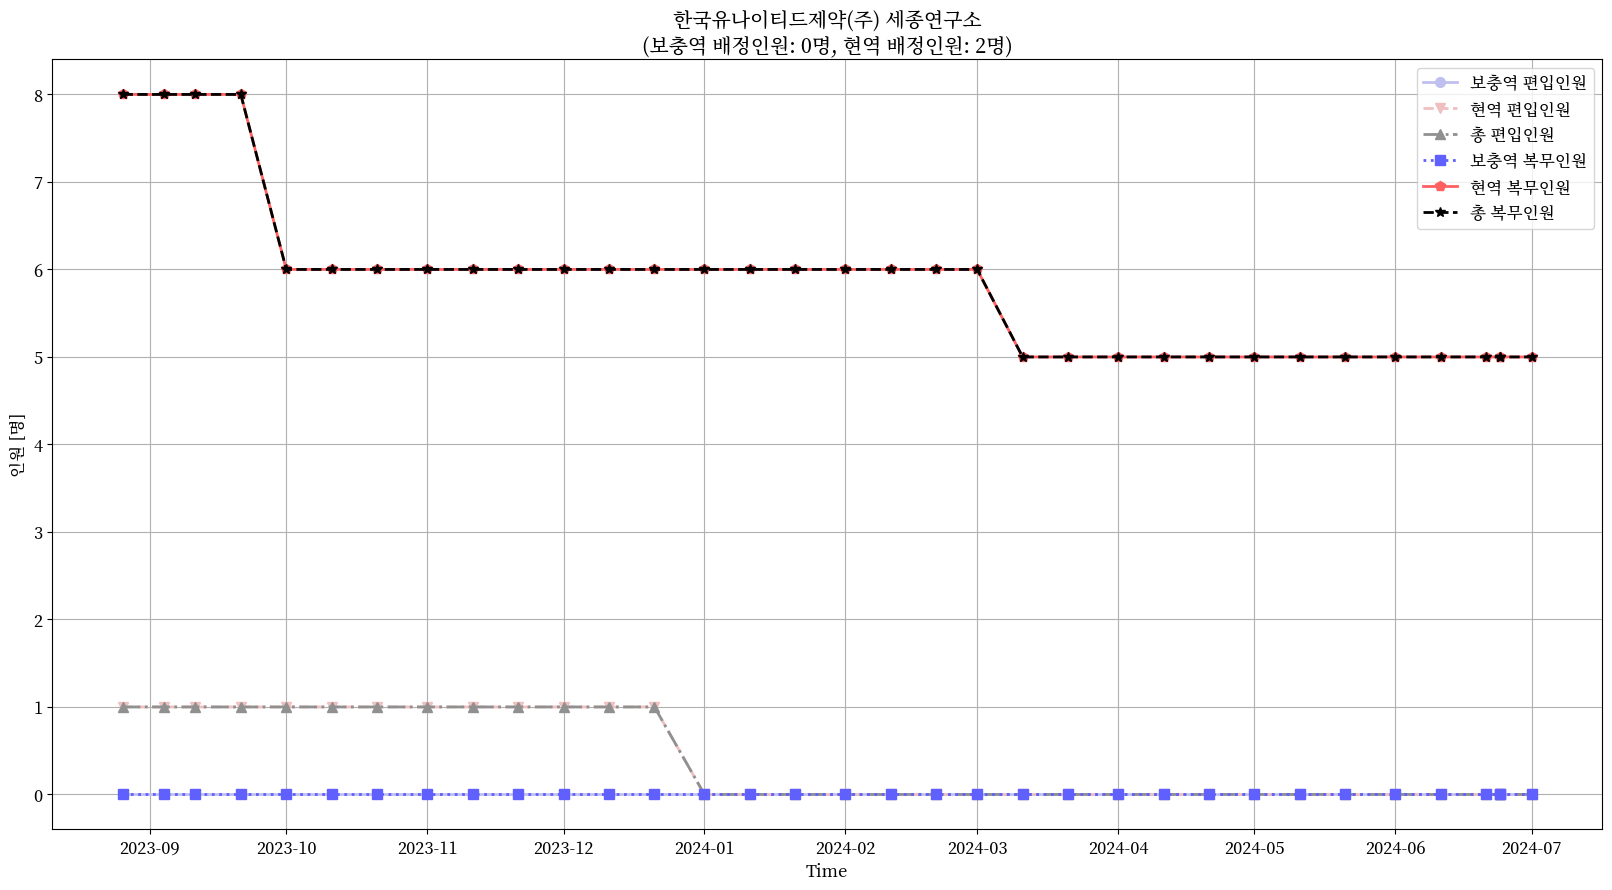 한국유나이티드제약(주) 세종연구소
(보충역 배정인원: 0명, 현역 배정인원: 2명)
보충역 편입인원
현역 편입인원
총 편입인원
보충역 복무인원
현역 복무인원
총 복무인원
인원 [명]
8
7
6
5
4
3
2
1
0
2023-09
2023-10
2023-11
2023-12
2024-01
2024-02
2024-03
2024-04
2024-05
2024-06
2024-07
Time